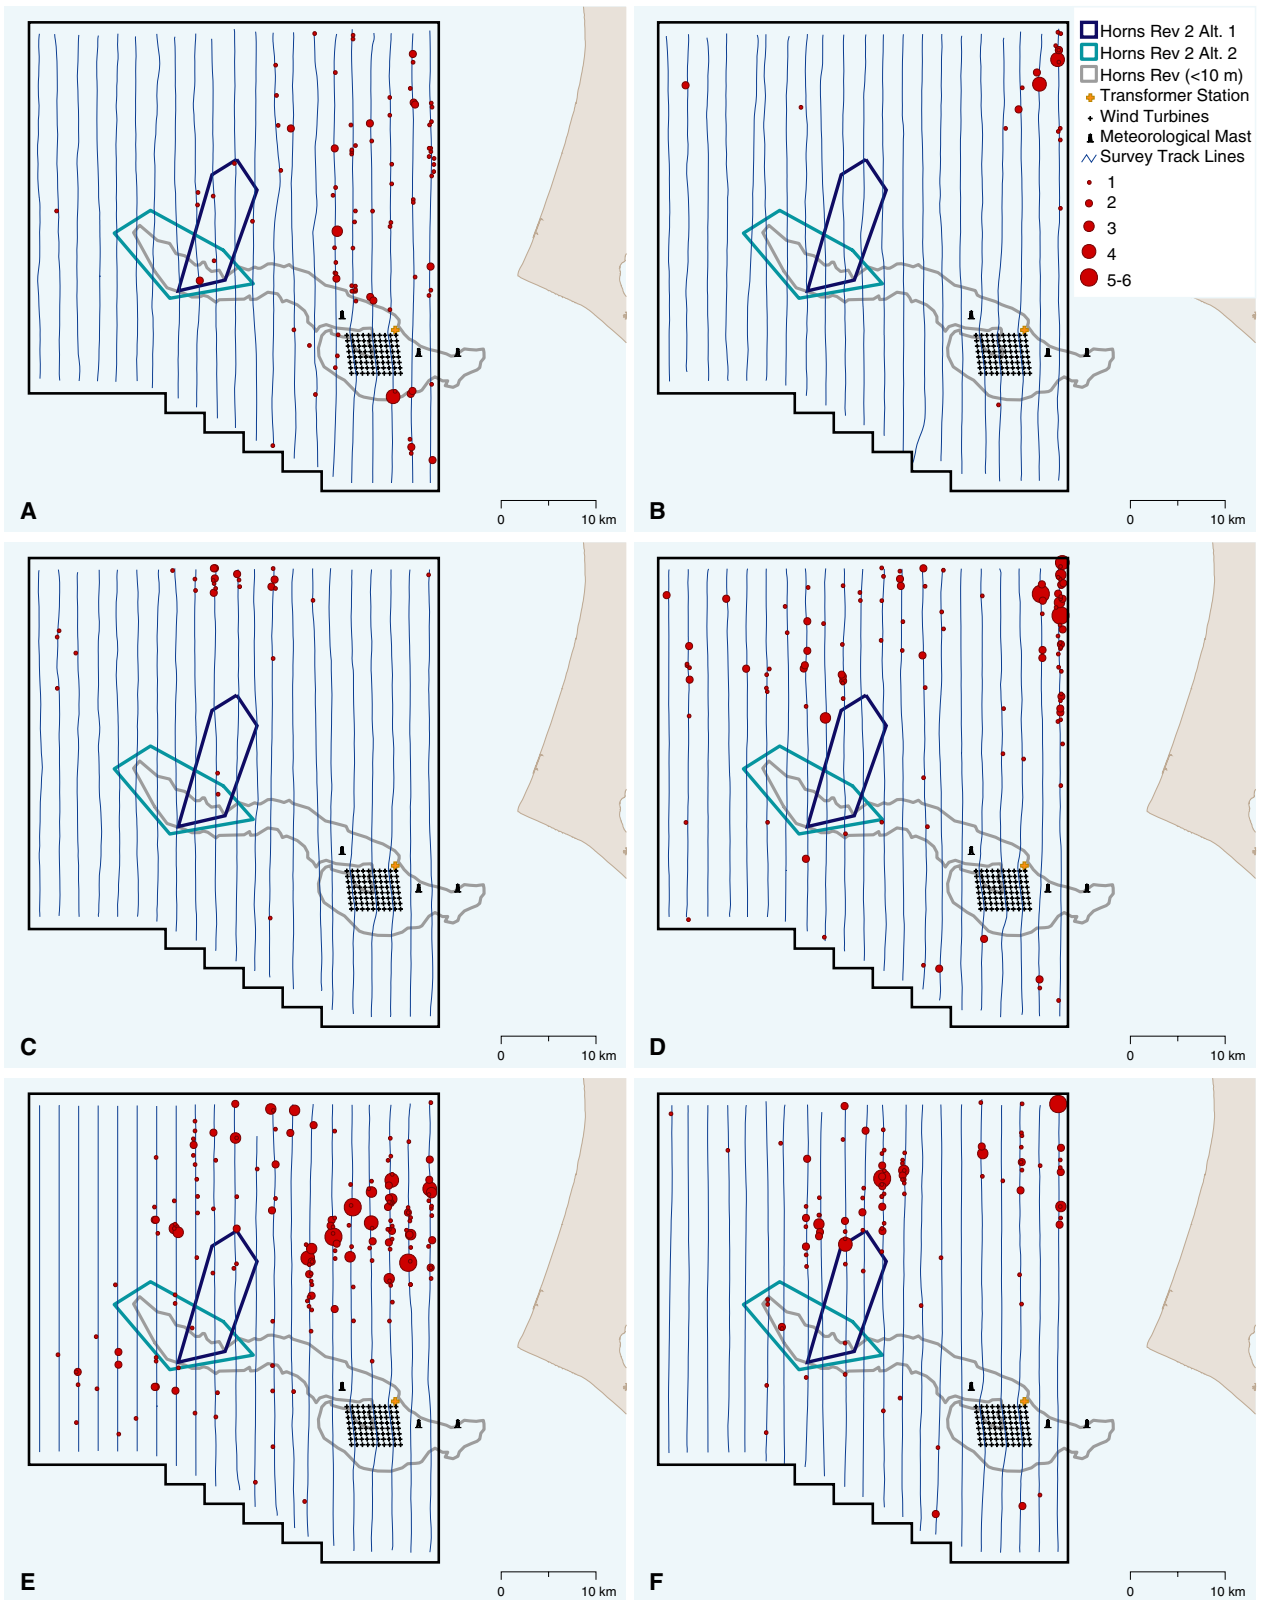 Horns Rev 2 Alt. 1
Horns Rev 2 Alt. 2
Horns Rev (<10 m)
Transformer Station
Wind Turbines
Meteorological Mast
Survey Track Lines
1
2
3
4
5-6
A
0 10 km
B
0 10 km
C
0 10 km
D
0 10 km
E
0 10 km
F
0 10 km